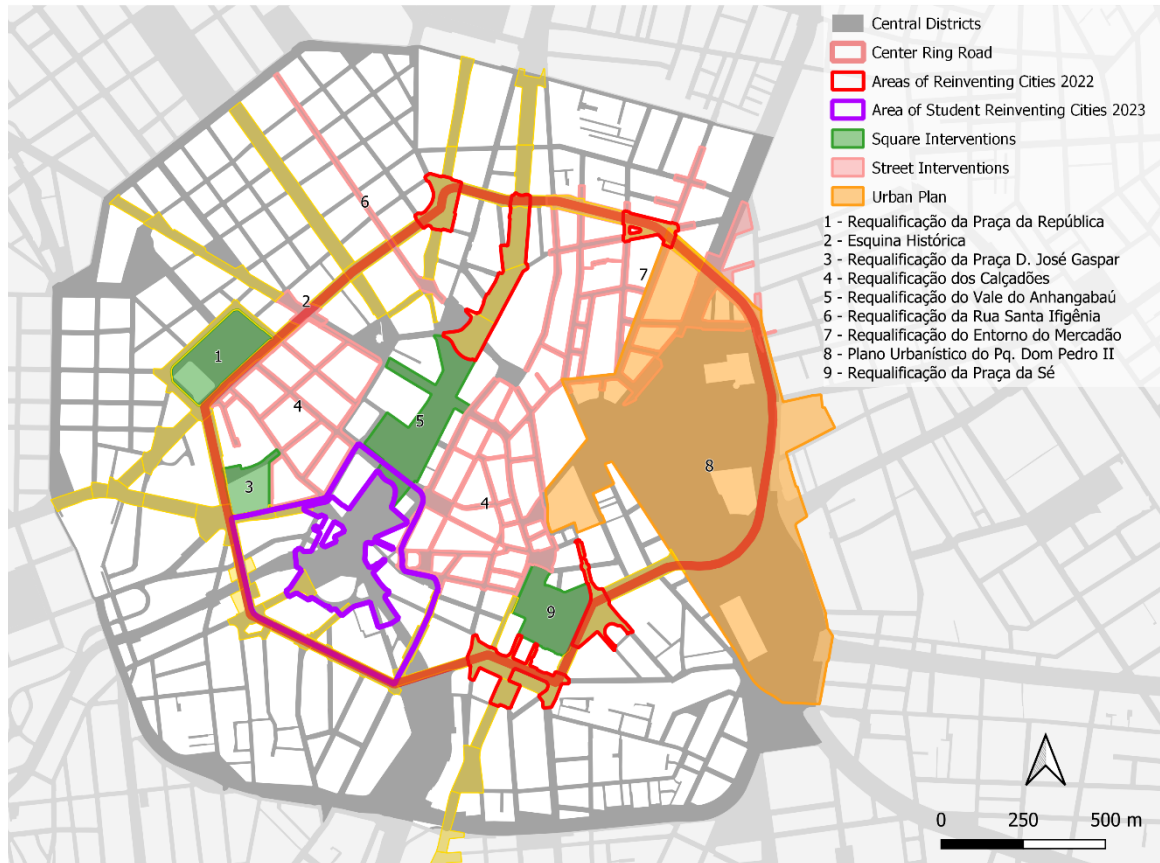 Central Districts
Center Ring Road
Areas of Reinventing Cities 2022
Area of Student Reinventing Cities 2023
Square Interventions
Street Interventions
Urban Plan
1 - Requalificação da Praça da República
2 - Esquina Histórica
3 - Requalificação da Praça D. José Gaspar
4 - Requalificação dos Calçadões
5 - Requalificação do Vale do Anhangabaú
6 - Requalificação da Rua Santa Ifigênia
7 - Requalificação do Entorno do Mercadão
8 - Plano Urbanístico do Pq. Dom Pedro II
9 - Requalificação da Praça da Sé
6
7
2
1
4
5
8
3
4
9
0 250 500 m